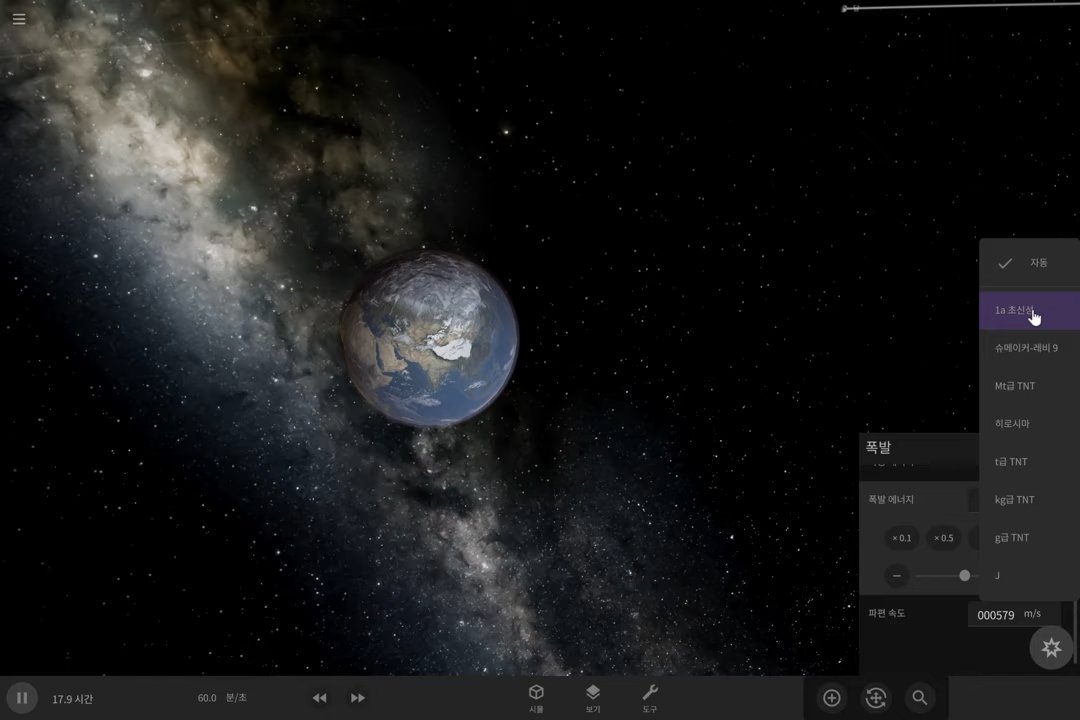 자동
1a 초신성
슈메이커-레비 9
Mt급 TNT
히로시마
t급 TNT
kg급 TNT
g급 TNT
J
폭발
폭발 에너지
× 0.1
× 0.5
파편 속도
000579 m/s
17.9 시간
60.0 분/초
시뮬
보기
도구